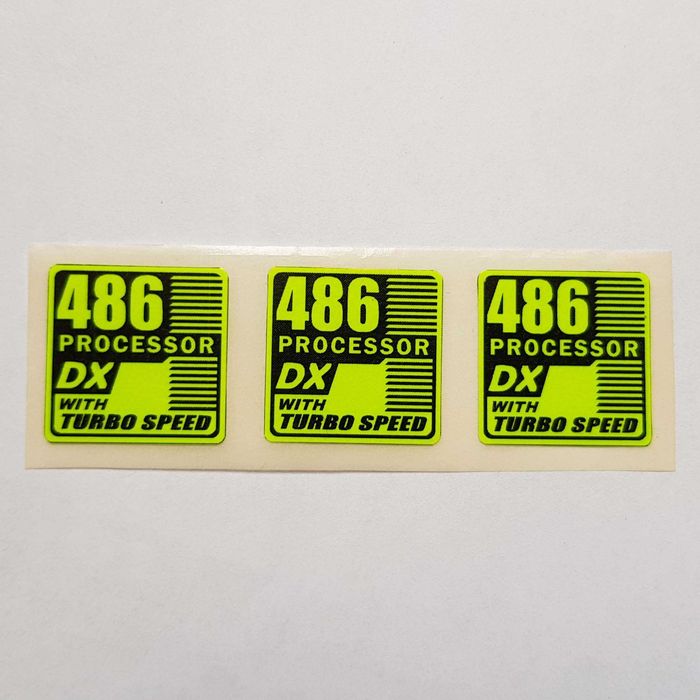 486
PROCESSOR
DX
WITH
TURBO SPEED
486
PROCESSOR
DX
WITH
TURBO SPEED
486
PROCESSOR
DX
WITH
TURBO SPEED